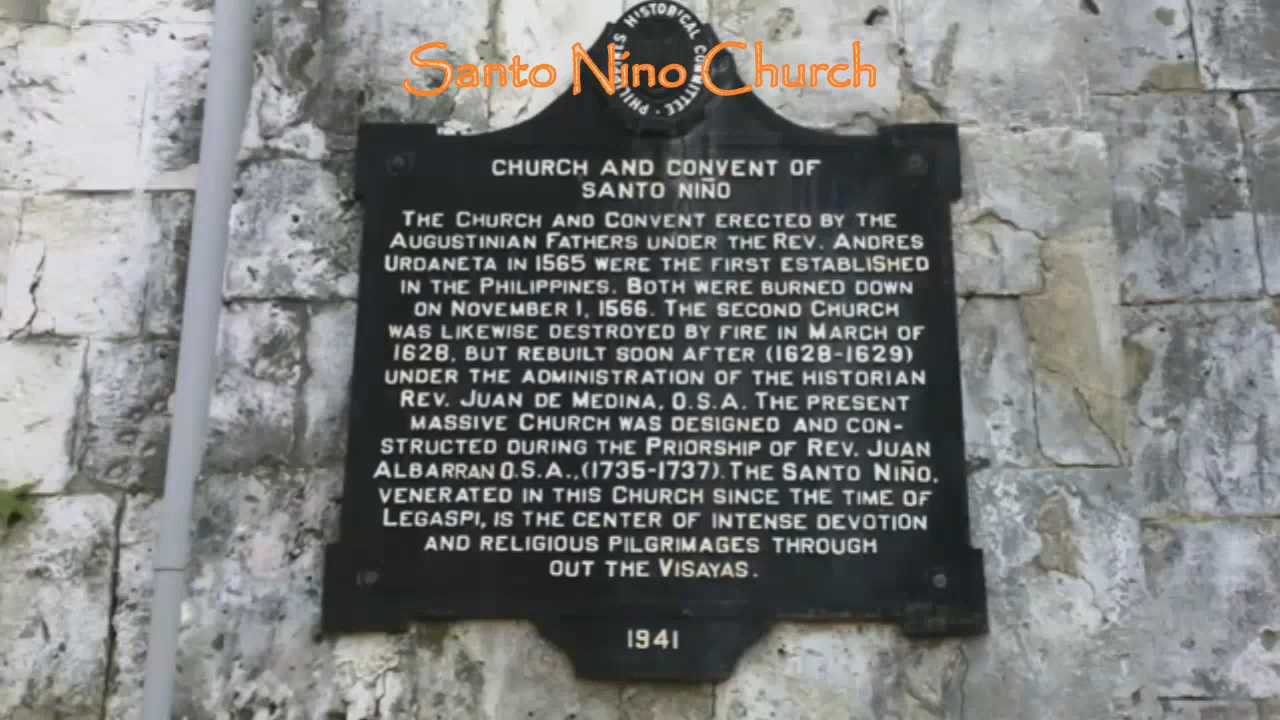 Santo Nino Church
PHILIPPINES HISTORICAL COMMITTEE
CHURCH AND CONVENT OF
SANTO NIÑO
THE CHURCH AND CONVENT ERECTED BY THE
AUGUSTINIAN FATHERS UNDER THE REV. ANDRES
URDANETA IN 1565 WERE THE FIRST ESTABLISHED
IN THE PHILIPPINES. BOTH WERE BURNED DOWN
ON NOVEMBER 1, 1566. THE SECOND CHURCH
WAS LIKEWISE DESTROYED BY FIRE IN MARCH OF
1628, BUT REBUILT SOON AFTER (1628-1629)
UNDER THE ADMINISTRATION OF THE HISTORIAN
REV. JUAN DE MEDINA, O.S.A. THE PRESENT
MASSIVE CHURCH WAS DESIGNED AND CON-
STRUCTED DURING THE PRIORSHIP OF REV. JUAN
ALBARRAN O.S.A., (1735-1737). THE SANTO NIÑO,
VENERATED IN THIS CHURCH SINCE THE TIME OF
LEGASPI, IS THE CENTER OF INTENSE DEVOTION
AND RELIGIOUS PILGRIMAGES THROUGH
OUT THE VISAYAS.
1941